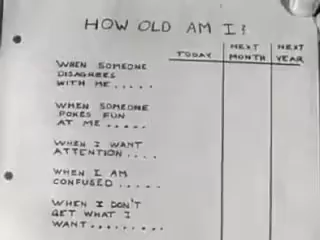 HOW OLD AM I?
TODAY
NEXT MONTH
NEXT YEAR
WHEN SOMEONE
DISAGREES
WITH ME.....
WHEN SOMEONE
POKES FUN
AT ME .....
WHEN I WANT
ATTENTION ....
WHEN I AM
CONFUSED .....
WHEN I DON'T
GET WHAT I
WANT.........